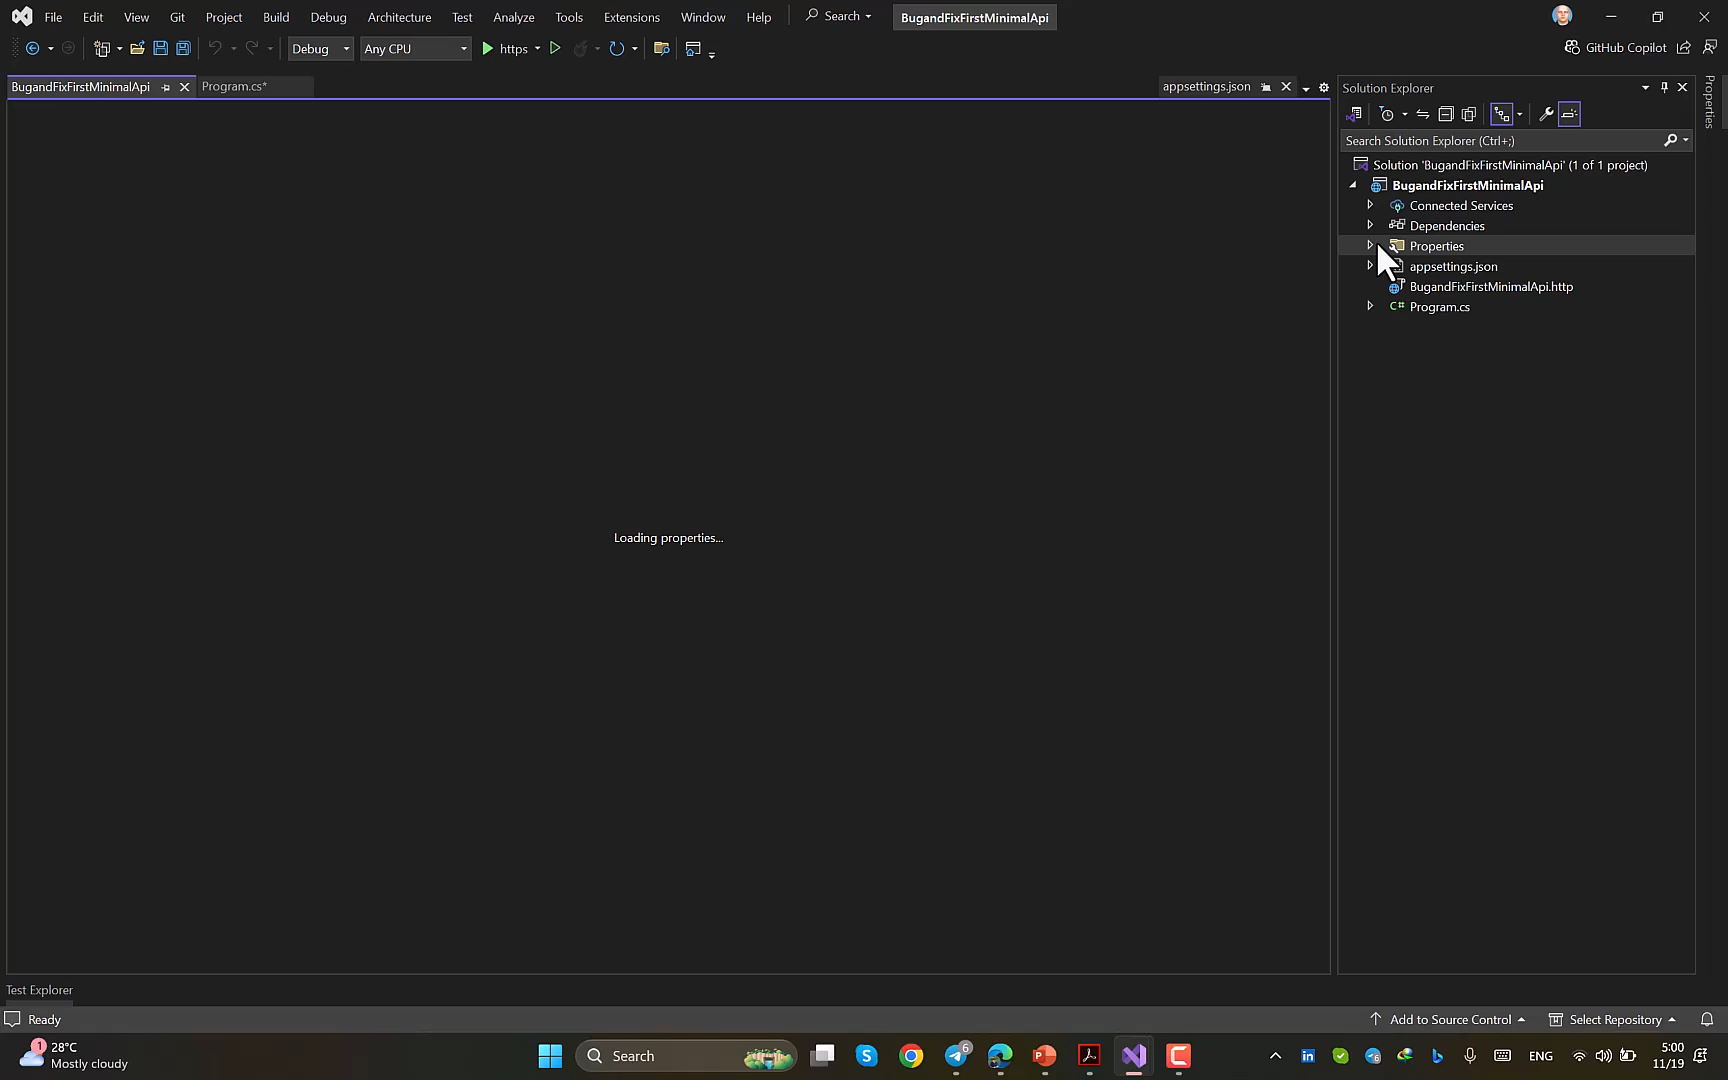 File Edit View Git Project Build Debug Architecture Test Analyze Tools Extensions Window Help Search BugandFixFirstMinimalApi
Debug Any CPU https GitHub Copilot
BugandFixFirstMinimalApi Program.cs* appsettings.json
Solution Explorer
Properties
Search Solution Explorer (Ctrl+;)
Solution 'BugandFixFirstMinimalApi' (1 of 1 project)
BugandFixFirstMinimalApi
Connected Services
Dependencies
Properties
appsettings.json
BugandFixFirstMinimalApi.http
C# Program.cs
Loading properties...
Test Explorer
Ready Add to Source Control Select Repository
1 28°C
Mostly cloudy
Search
6
ENG
5:00
11/19